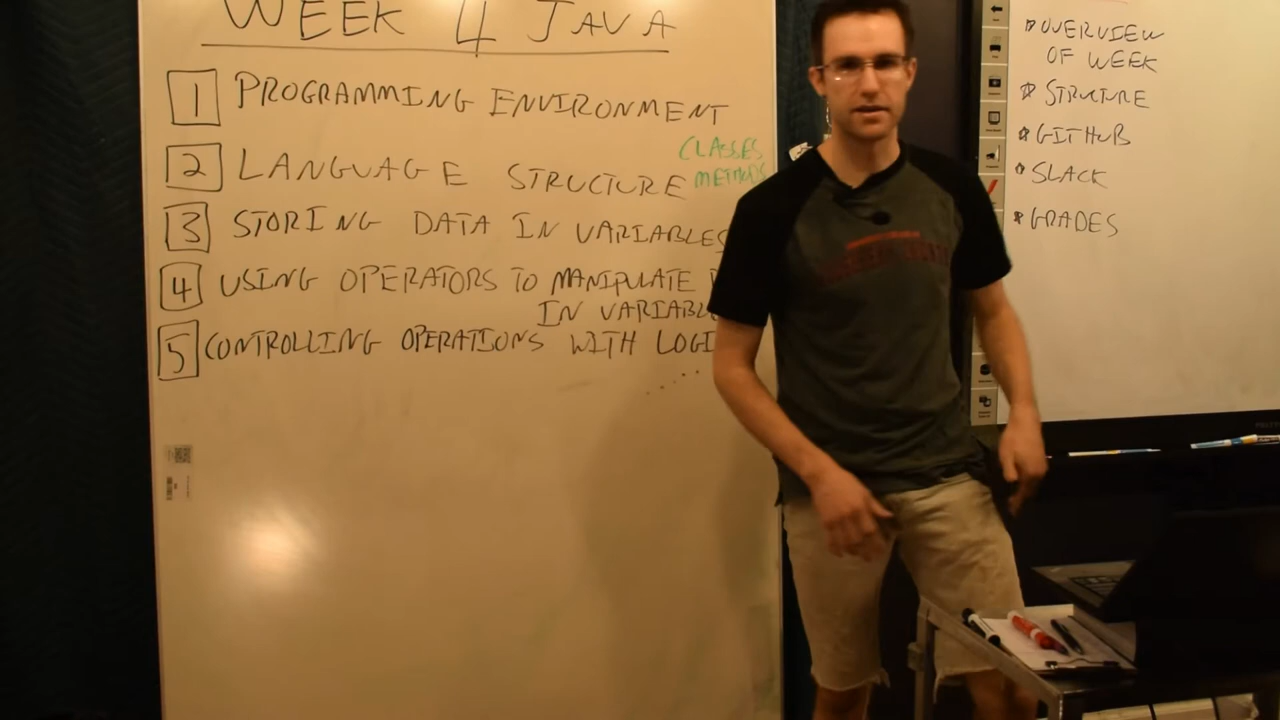 WEEK 4 JAVA
1 PROGRAMMING ENVIRONMENT
2 LANGUAGE STRUCTURE
CLASSES
METHODS
3 STORING DATA IN VARIABLES
4 USING OPERATORS TO MANIPULATE
IN VARIABL
5 CONTROLLING OPERATIONS WITH LOGI
OVERVIEW
OF WEEK
STRUCTURE
GITHUB
SLACK
GRADES